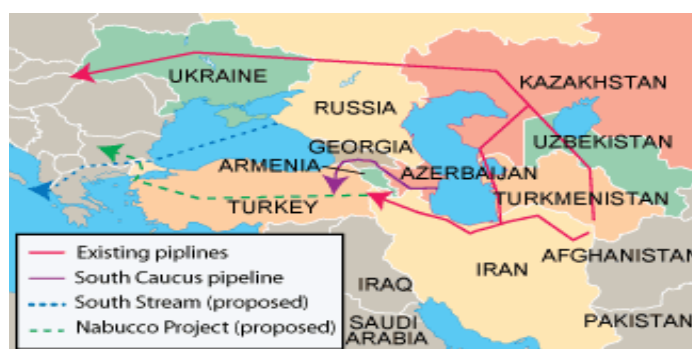 UKRAINE
KAZAKHSTAN
RUSSIA
UZBEKISTAN
GEORGIA
ARMENIA
AZERBAIJAN
TURKMENISTAN
TURKEY
AFGHANISTAN
IRAN
IRAQ
PAKISTAN
SAUDI
ARABIA
Existing piplines
South Caucus pipeline
South Stream (proposed)
Nabucco Project (proposed)